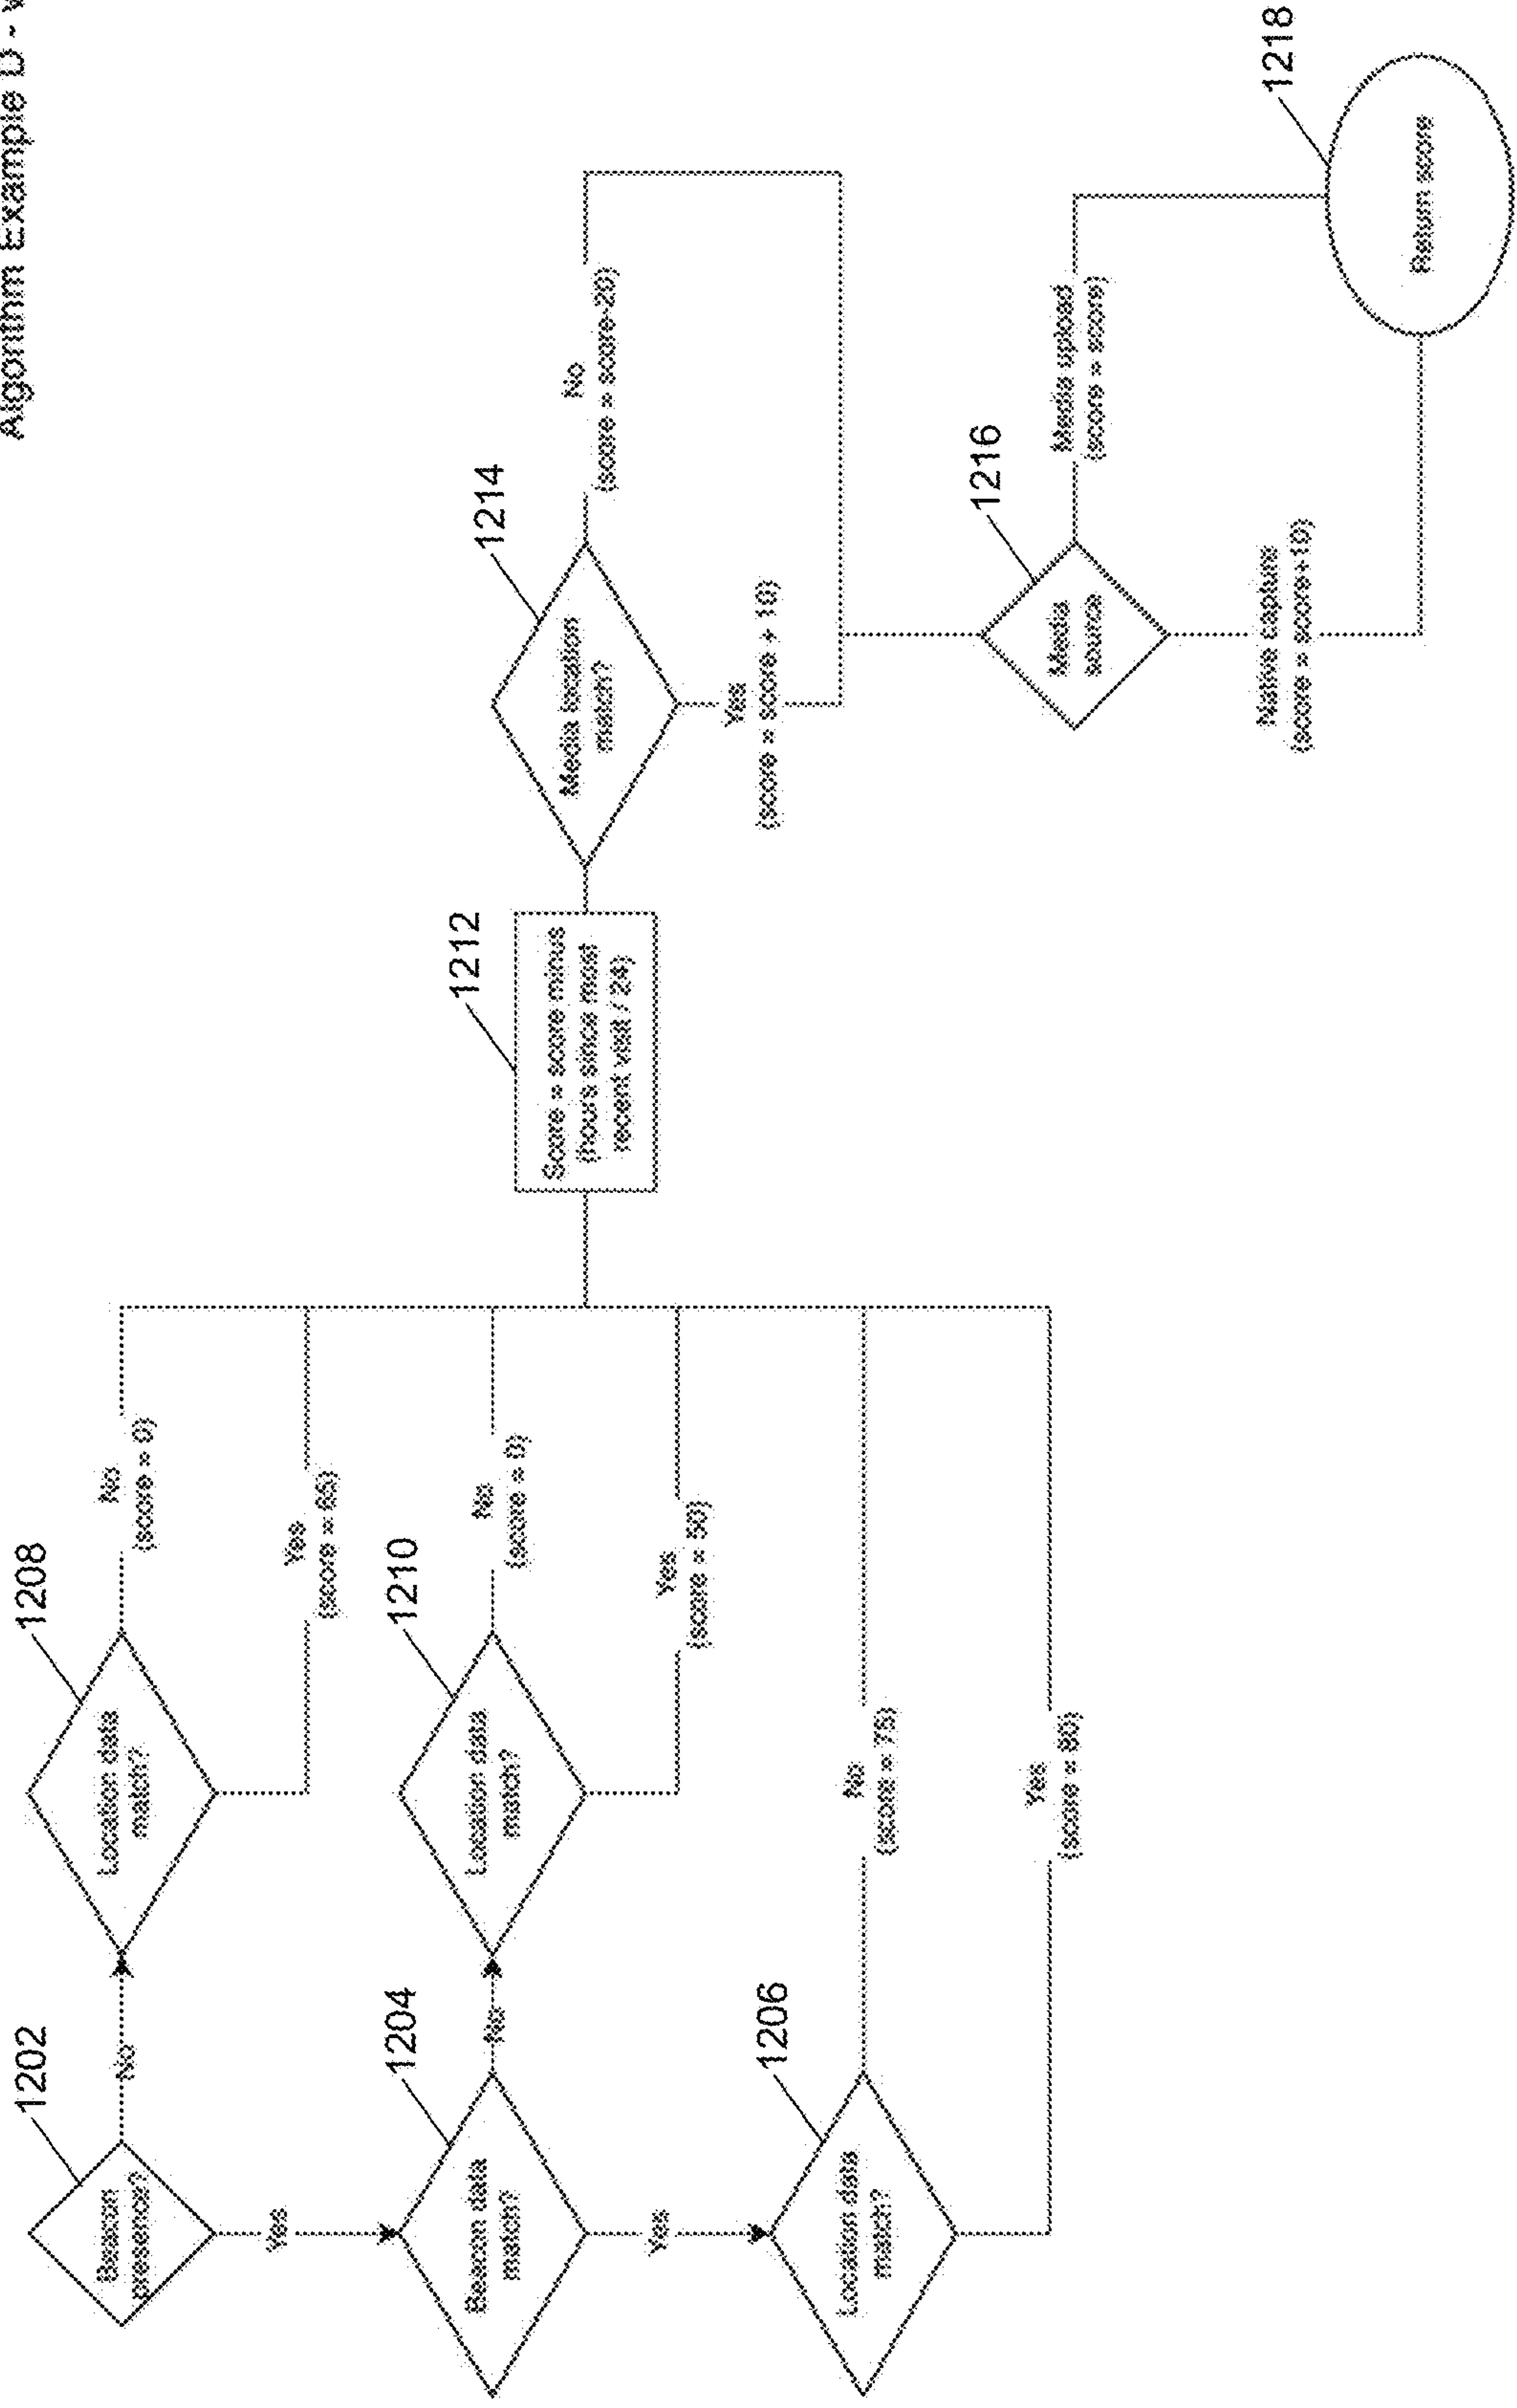 Algorithm Example D -
1202
Beacon
presence?
No
1208
Location data
match?
No
(score = 0)
Yes
(score = 65)
Yes
1204
Beacon data
match?
No
1210
Location data
match?
No
(score = 0)
Yes
(score = 50)
Yes
1206
Location data
match?
No
(score = 75)
Yes
(score = 80)
1212
Score = score minus
(hours since most
recent visit / 24)
1214
Media location
match?
No
(score = score-20)
Yes
(score = score + 10)
1216
Media
source
Media upload
(score = score)
Native capture
(score = score+10)
1218
Return score